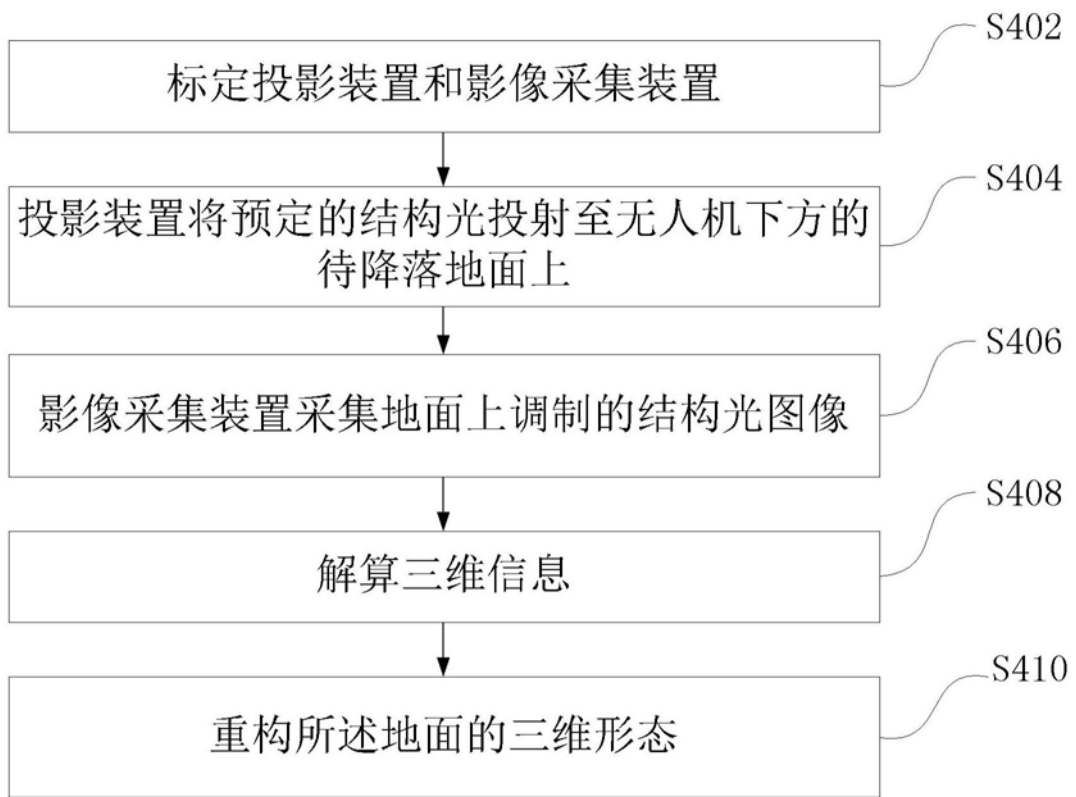 S402
标定投影装置和影像采集装置
S404
投影装置将预定的结构光投射至无人机下方的
待降落地面上
S406
影像采集装置采集地面上调制的结构光图像
S408
解算三维信息
S410
重构所述地面的三维形态